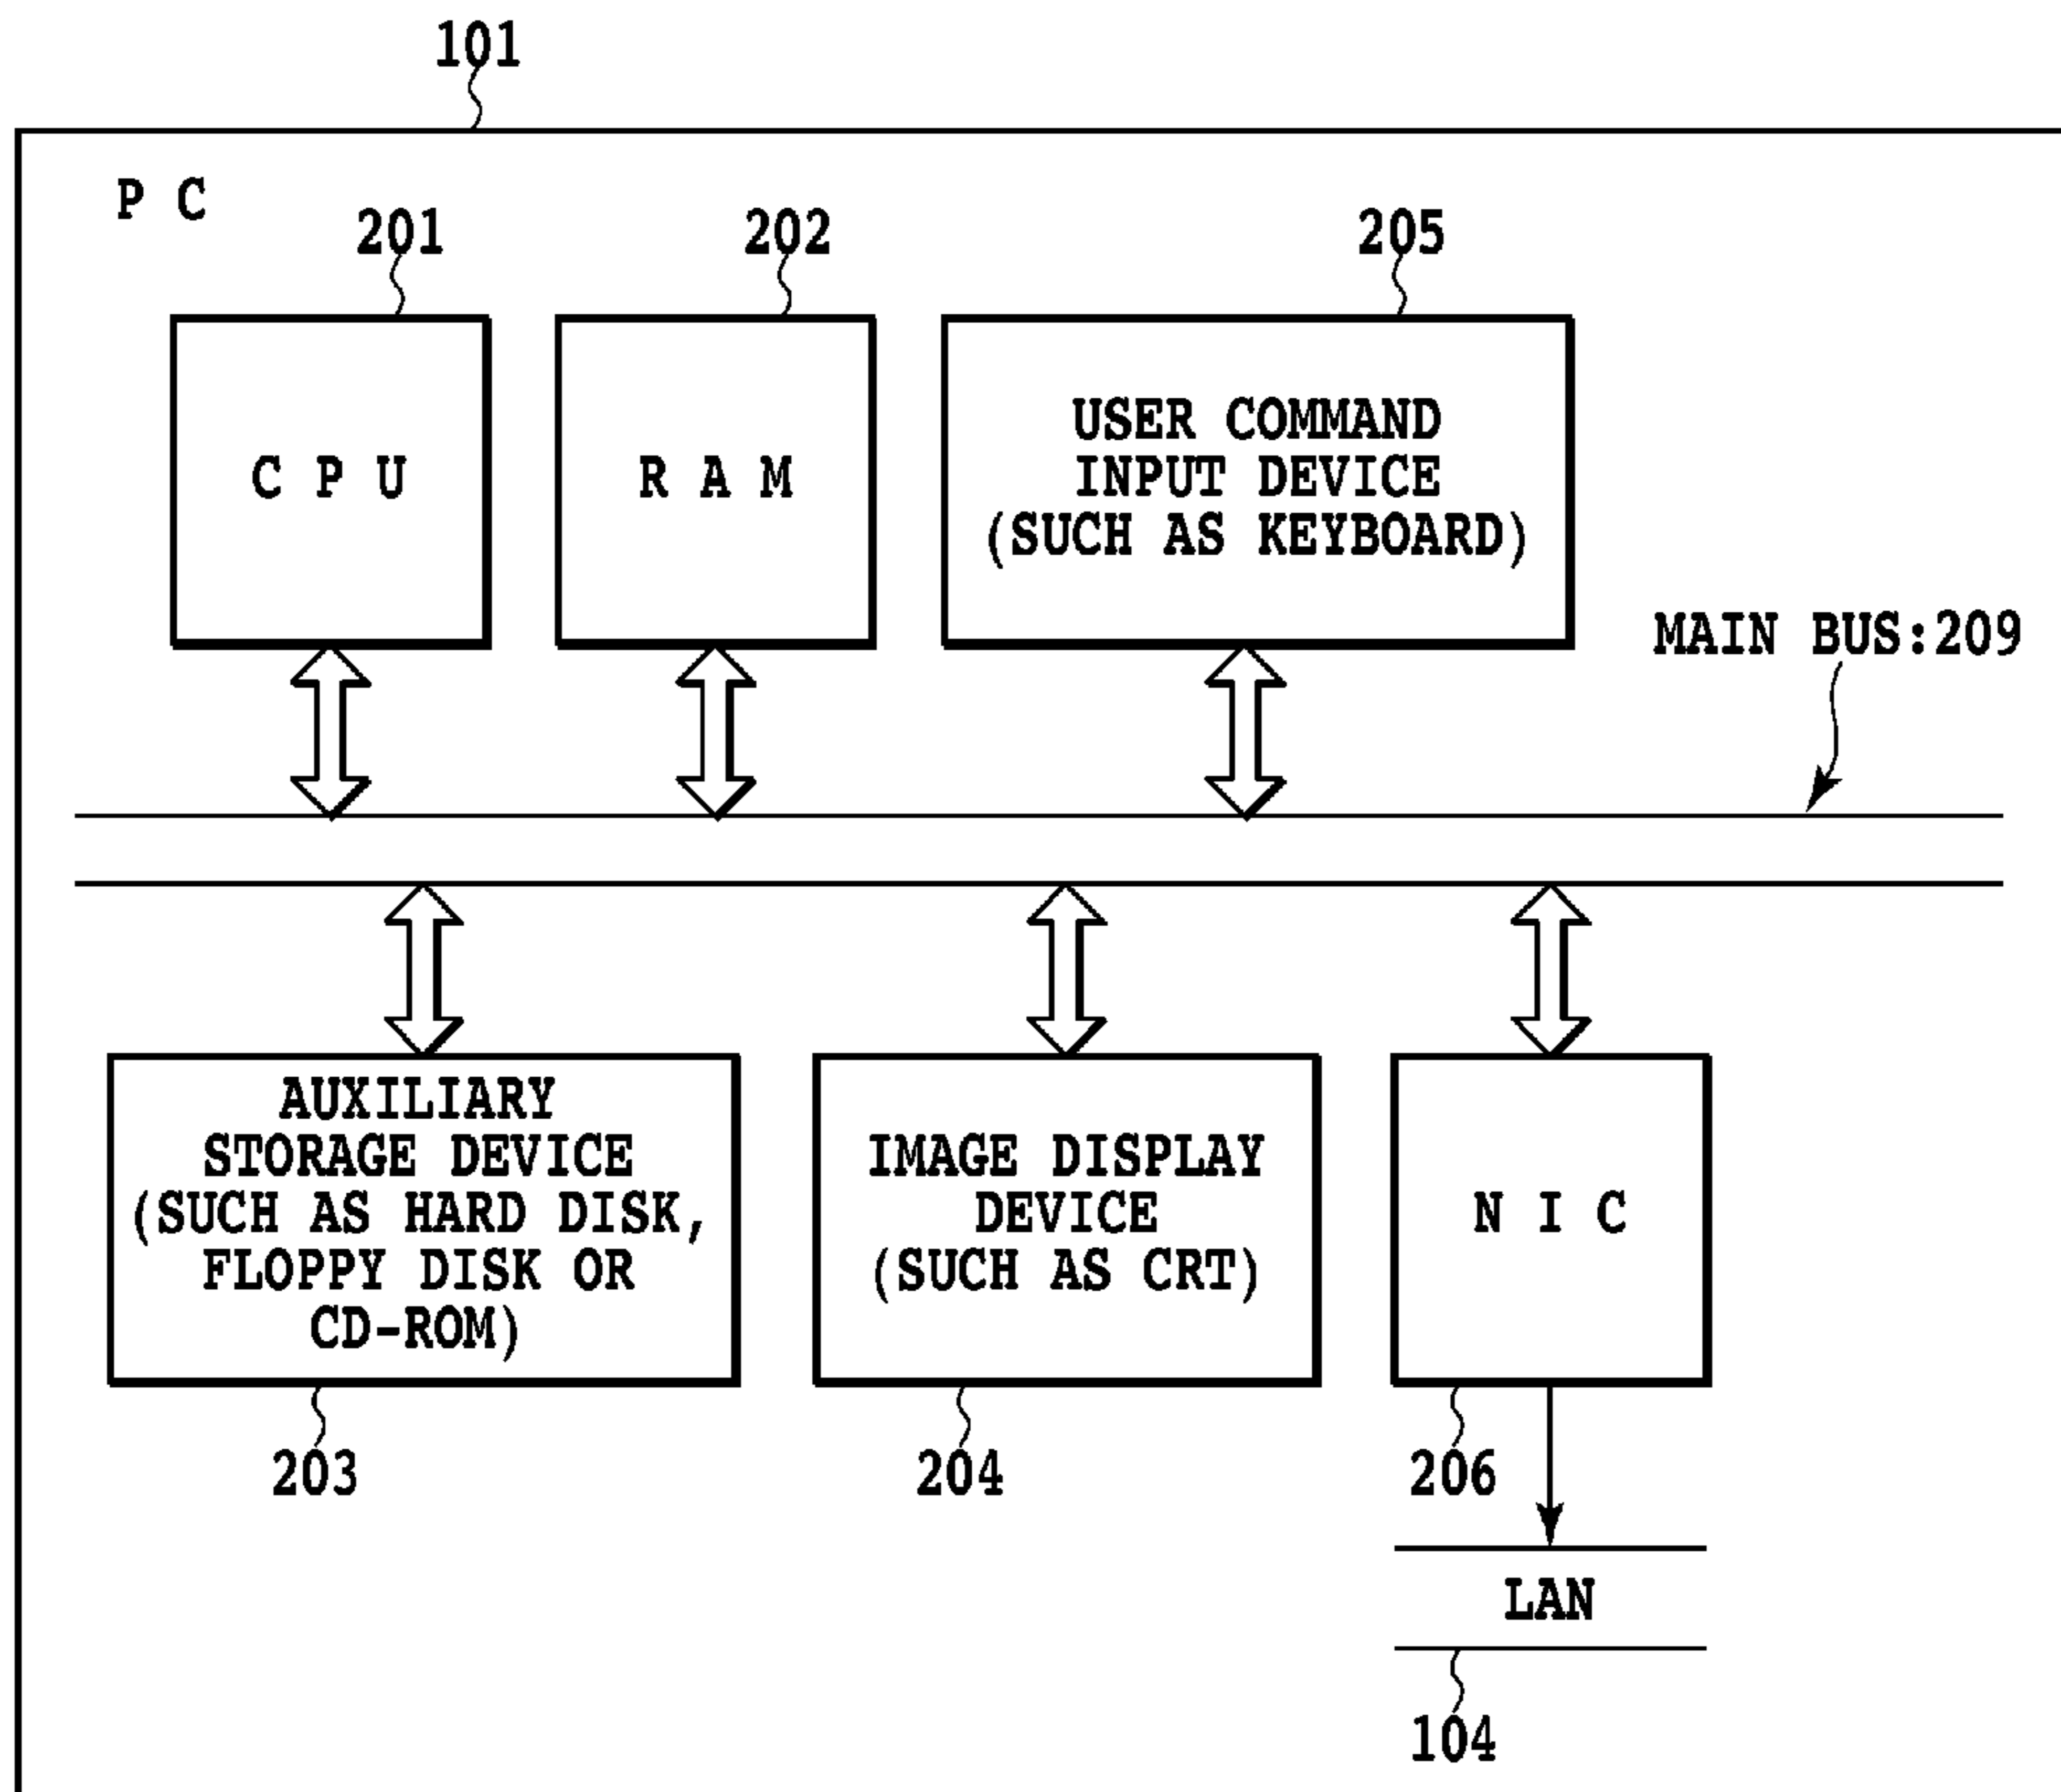 101
P C
201
202
205
C P U
R A M
USER COMMAND
INPUT DEVICE
(SUCH AS KEYBOARD)
MAIN BUS:209
AUXILIARY
STORAGE DEVICE
(SUCH AS HARD DISK,
FLOPPY DISK OR
CD-ROM)
IMAGE DISPLAY
DEVICE
(SUCH AS CRT)
N I C
203
204
206
LAN
104